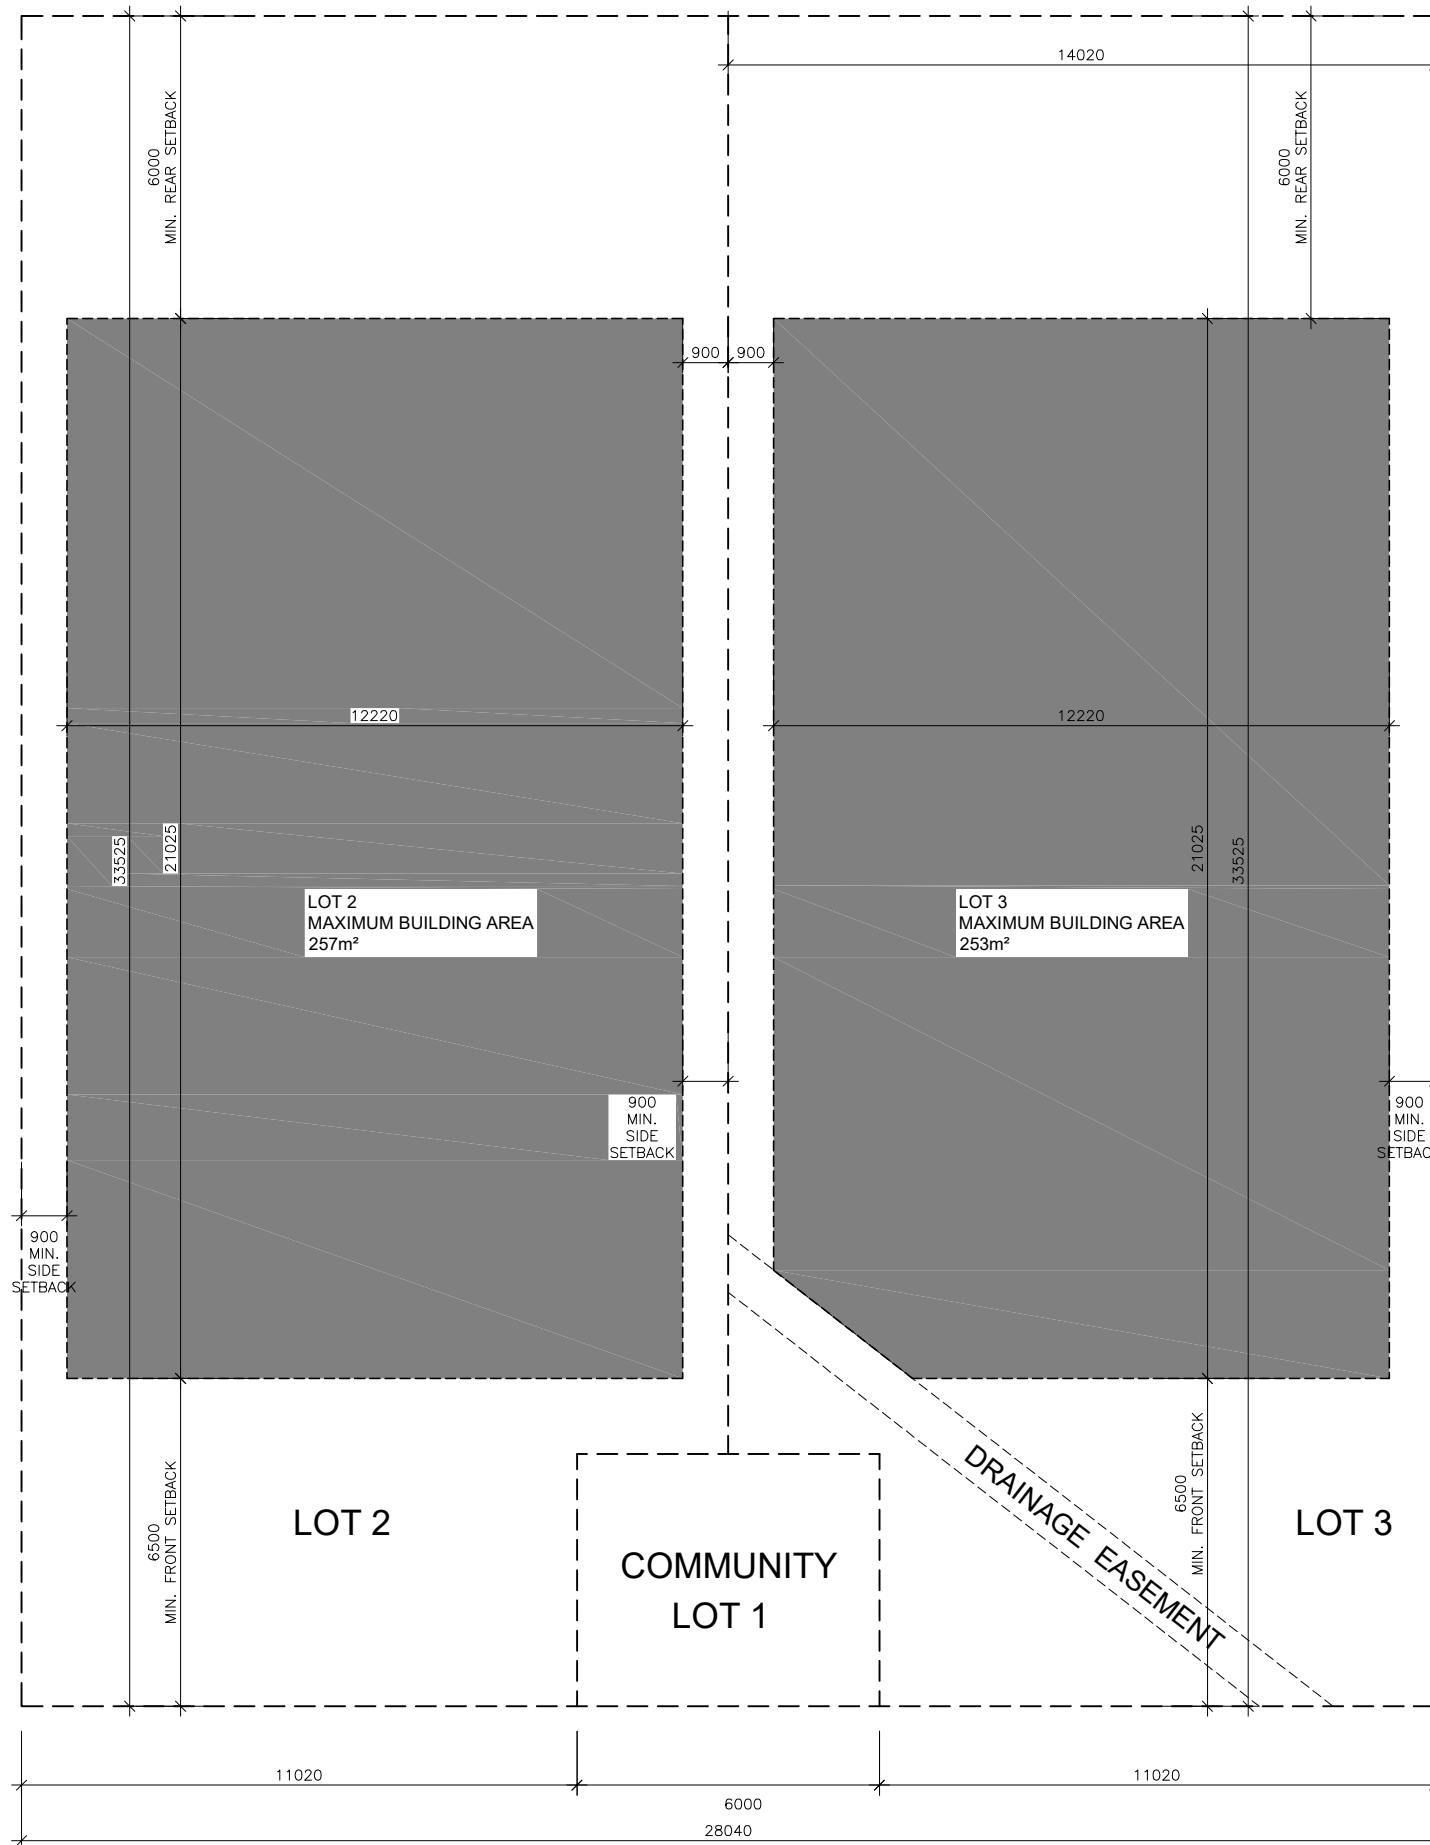 14020
6000
MIN. REAR SETBACK
6000
MIN. REAR SETBACK
900
900
12220
12220
33525
21025
21025
33525
LOT 2
MAXIMUM BUILDING AREA
257m²
LOT 3
MAXIMUM BUILDING AREA
253m²
900
MIN.
SIDE
SETBACK
900
MIN.
SIDE
SETBAC
900
MIN.
SIDE
SETBACK
6500
MIN. FRONT SETBACK
LOT 2
COMMUNITY
LOT 1
DRAINAGE EASEMENT
6500
MIN. FRONT SETBACK
LOT 3
11020
11020
6000
28040